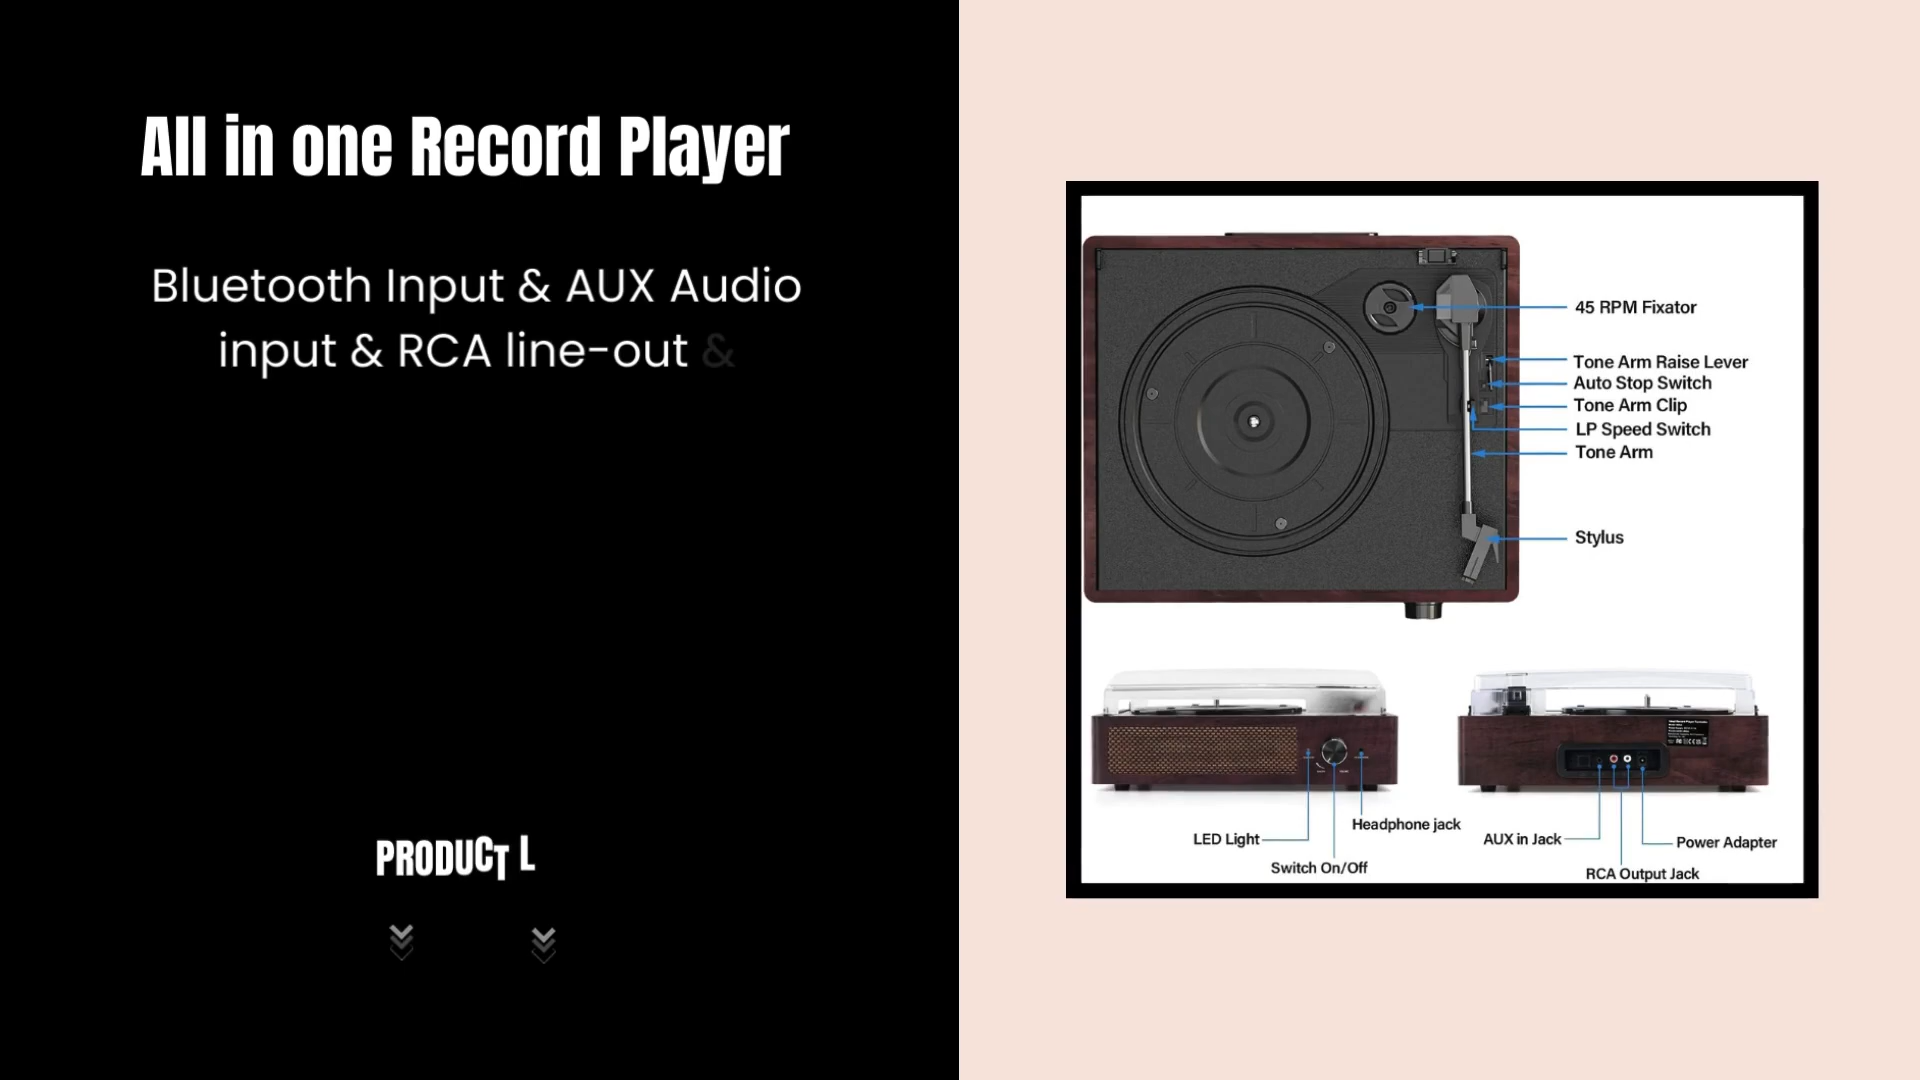 All in one Record Player
Bluetooth Input & AUX Audio
input & RCA line-out &
PRODUCT L
45 RPM Fixator
Tone Arm Raise Lever
Auto Stop Switch
Tone Arm Clip
LP Speed Switch
Tone Arm
Stylus
LED Light
Switch On/Off
Headphone jack
AUX in Jack
RCA Output Jack
Power Adapter